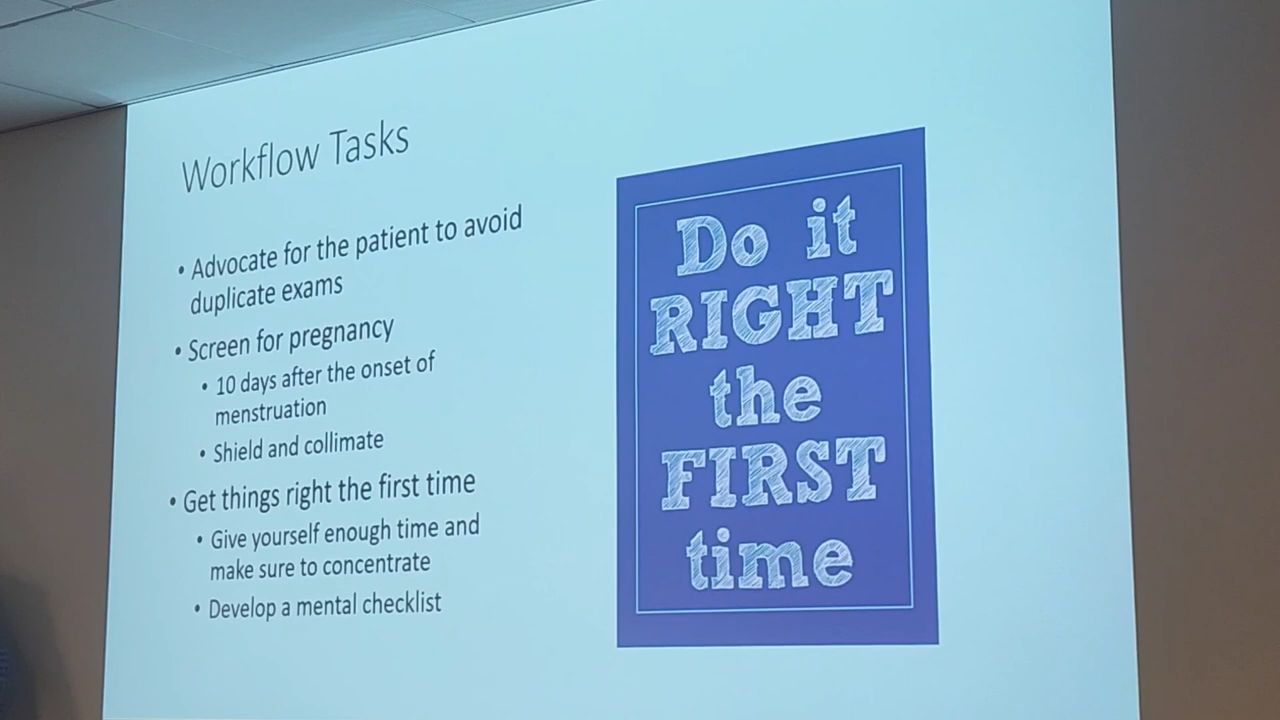 Workflow Tasks
• Advocate for the patient to avoid
duplicate exams
• Screen for pregnancy
• 10 days after the onset of
menstruation
• Shield and collimate
• Get things right the first time
• Give yourself enough time and
make sure to concentrate
• Develop a mental checklist
Do it
RIGHT
the
FIRST
time